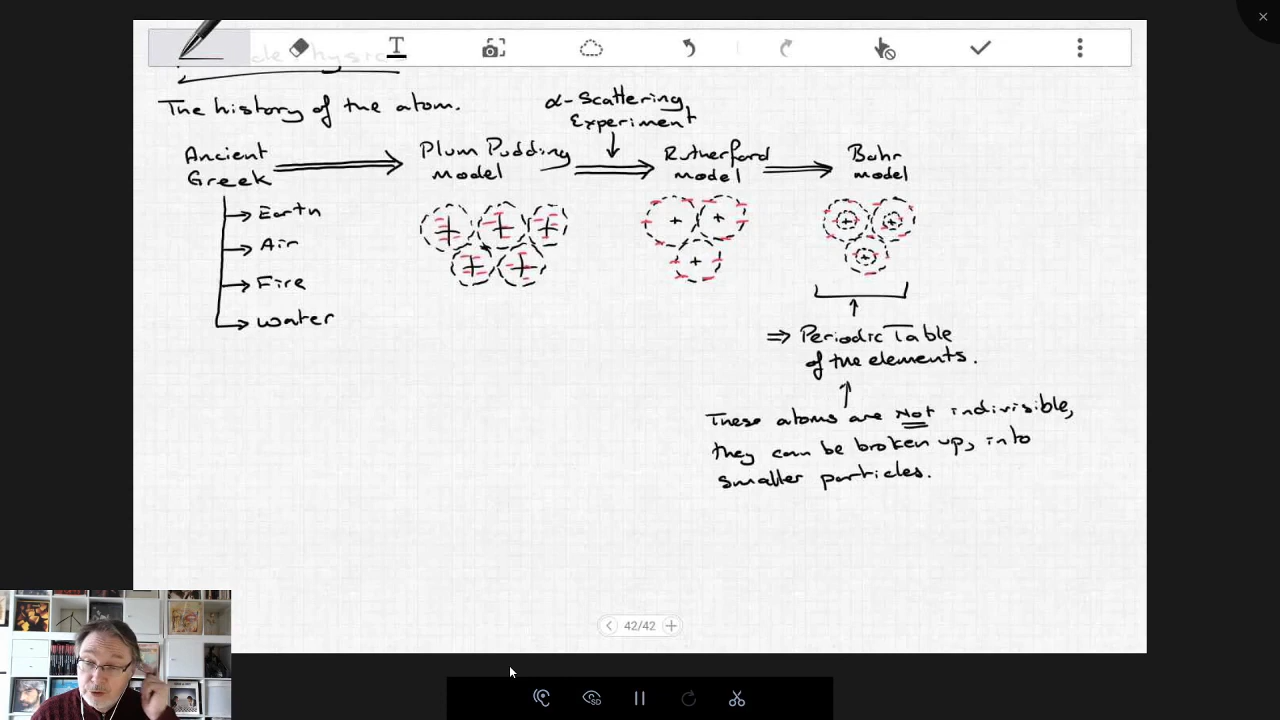 The history of the atom.
α-Scattering
Experiment
Ancient
Greek
Plum Pudding
model
Rutherford
model
Bohr
model
Earth
Air
Fire
Water
⇒ Periodic Table
of the elements.
These atoms are Not indivisible,
they can be broken up, into
smaller particles.
42/42
SD